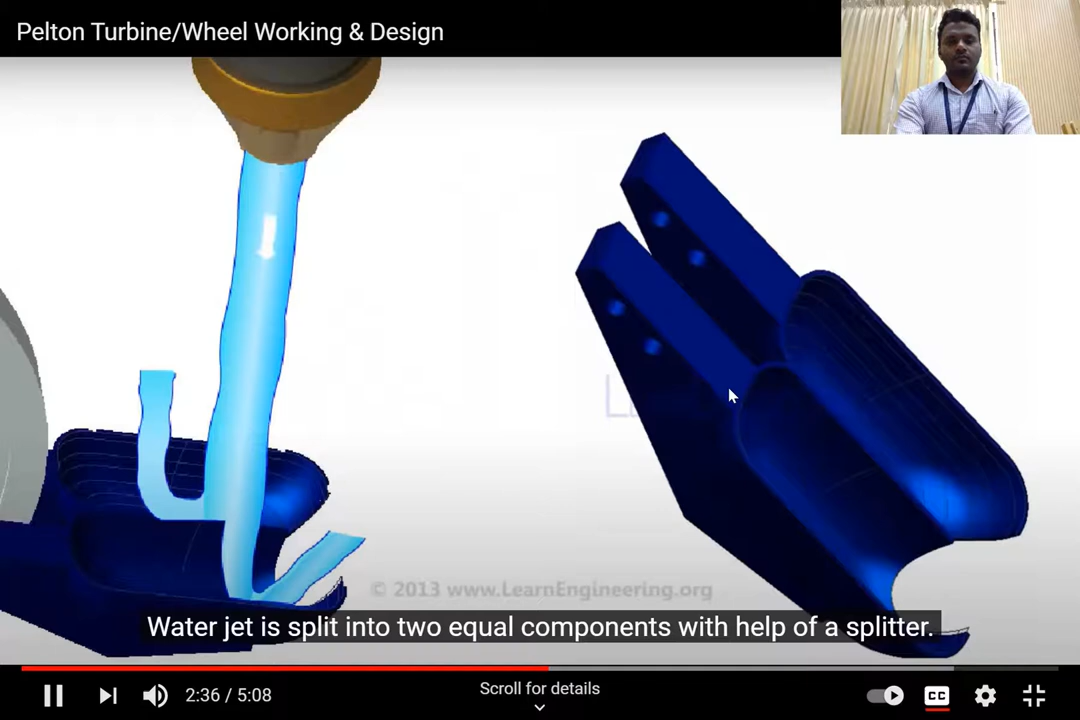 Pelton Turbine/Wheel Working & Design
© 2013 www.LearnEngineering.org
Water jet is split into two equal components with help of a splitter.
2:36 / 5:08
Scroll for details
CC